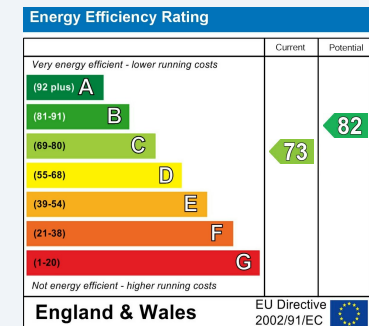 Energy Efficiency Rating
Current Potential
Very energy efficient - lower running costs
(92 plus) A
(81-91) B
82
(69-80) C
73
(55-68) D
(39-54) E
(21-38) F
(1-20) G
Not energy efficient - higher running costs
England & Wales
EU Directive
2002/91/EC